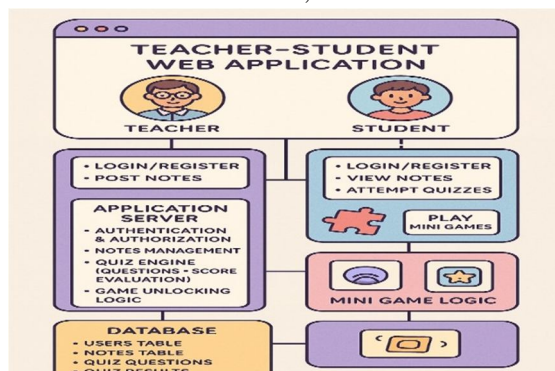 TEACHER-STUDENT
WEB APPLICATION
TEACHER
STUDENT
• LOGIN/REGISTER
• POST NOTES
APPLICATION
SERVER
• AUTHENTICATION
& AUTHORIZATION
• NOTES MANAGEMENT
• QUIZ ENGINE
(QUESTIONS • SCORE
EVALUATION)
• GAME UNLOCKING
LOGIC
• LOGIN/REGISTER
• VIEW NOTES
• ATTEMPT QUIZZES
PLAY
MINI GAMES
MINI GAME LOGIC
DATABASE
• USERS TABLE
• NOTES TABLE
• QUIZ QUESTIONS
• QUIZ RESULTS